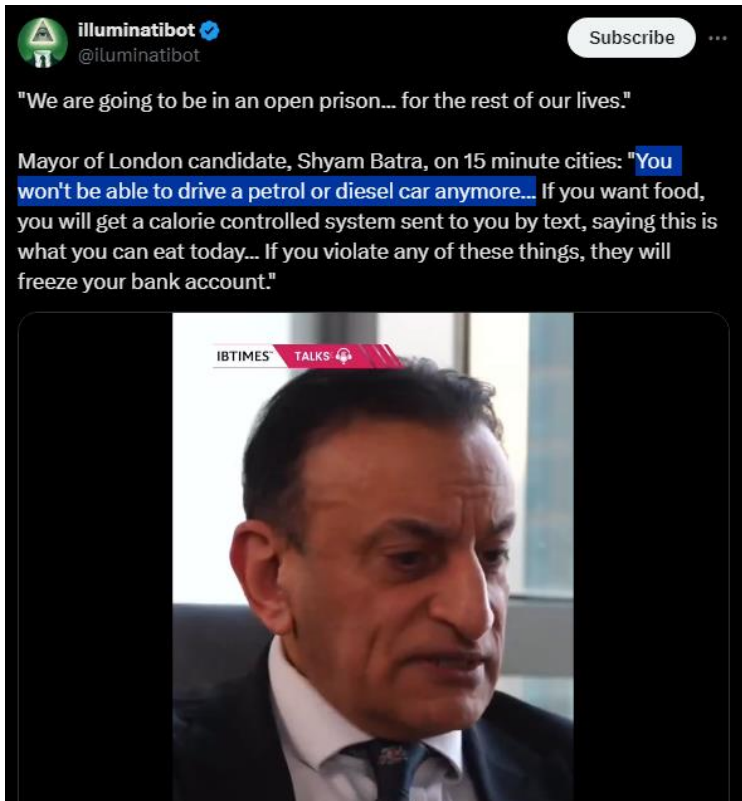 illuminatibot
@iluminatibot
Subscribe
"We are going to be in an open prison... for the rest of our lives."
Mayor of London candidate, Shyam Batra, on 15 minute cities: "You
won't be able to drive a petrol or diesel car anymore... If you want food,
you will get a calorie controlled system sent to you by text, saying this is
what you can eat today... If you violate any of these things, they will
freeze your bank account."
IBTIMES TALKS